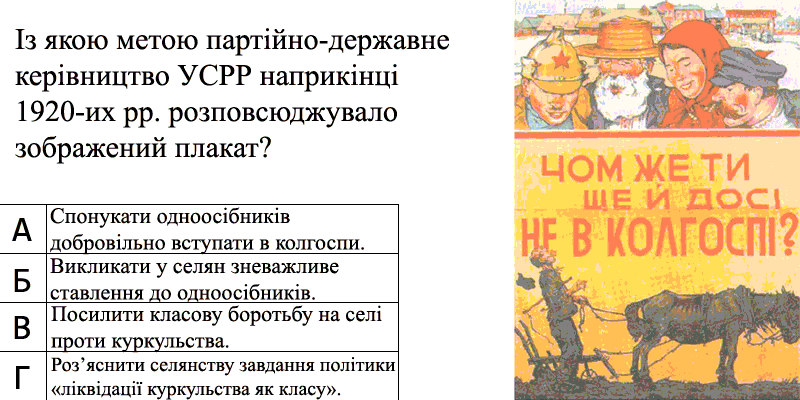 Із якою метою партійно-державне
керівництво УСРР наприкінці
1920-их рр. розповсюджувало
зображений плакат?
А
Спонукати одноосібників
добровільно вступати в колгоспи.
Б
Викликати у селян зневажливе
ставлення до одноосібників.
В
Посилити класову боротьбу на селі
проти куркульства.
Г
Роз’яснити селянству завдання політики
«ліквідації куркульства як класу».
ЧОМ ЖЕ ТИ
ЩЕ Й ДОСІ
НЕ В КОЛГОСПІ?